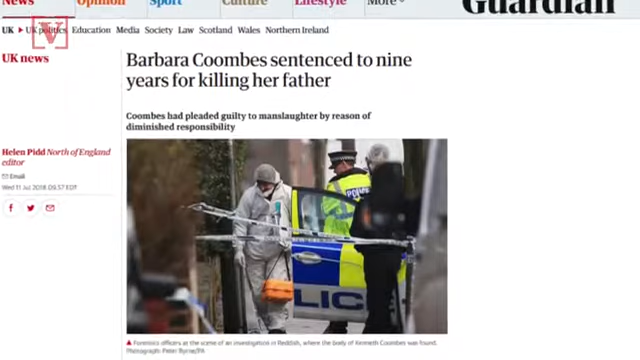 News Opinion Sport Culture Lifestyle More
Guardian
UK UK politics Education Media Society Law Scotland Wales Northern Ireland
V
UK news
Barbara Coombes sentenced to nine
years for killing her father
Coombes had pleaded guilty to manslaughter by reason of
diminished responsibility
Helen Pidd North of England
editor
Email
Wed 11 Jul 2018 09.57 EDT
POLICE
LIC
Forensics officers at the scene of an investigation in Reddish, where the body of Kenneth Coombes was found.
Photograph: Peter Byrne/PA